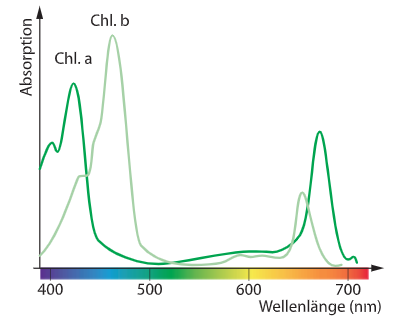 Absorption
Chl. b
Chl. a
400 500 600 700
Wellenlänge (nm)